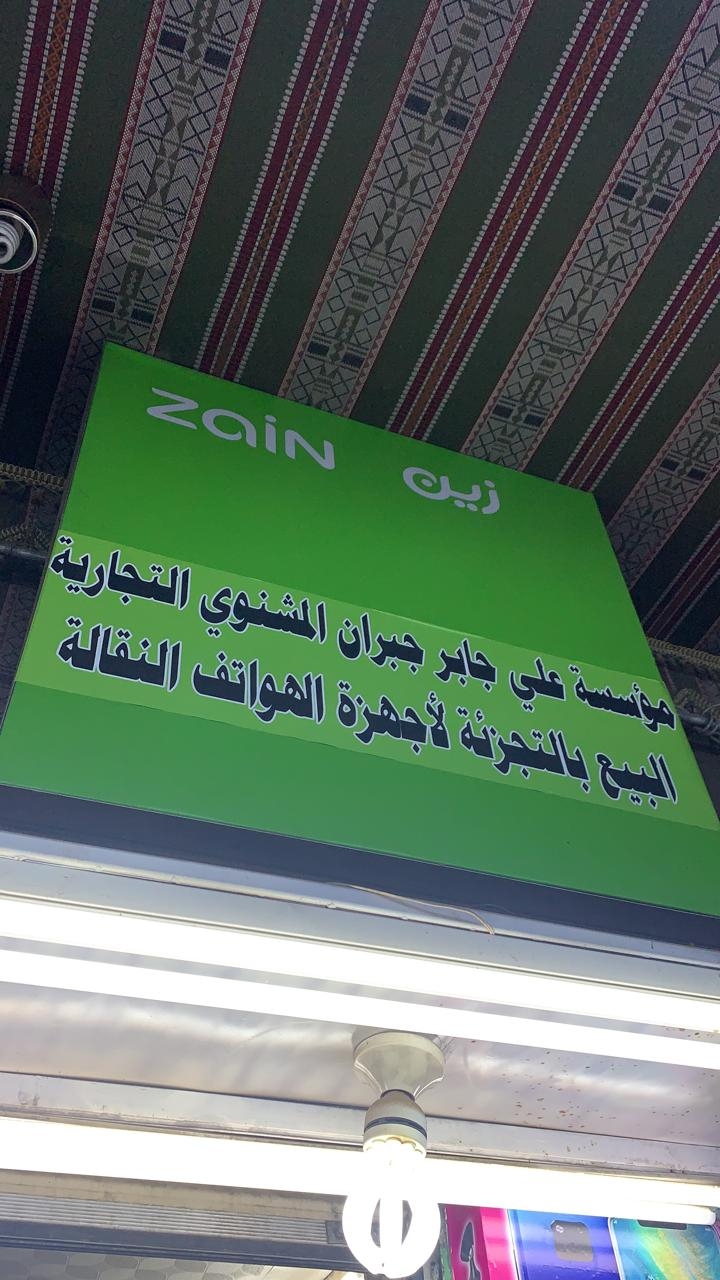 zain زين
مؤسسة علي جابر جبران المشنوي التجارية
البيع بالتجزئة لأجهزة الهواتف النقالة